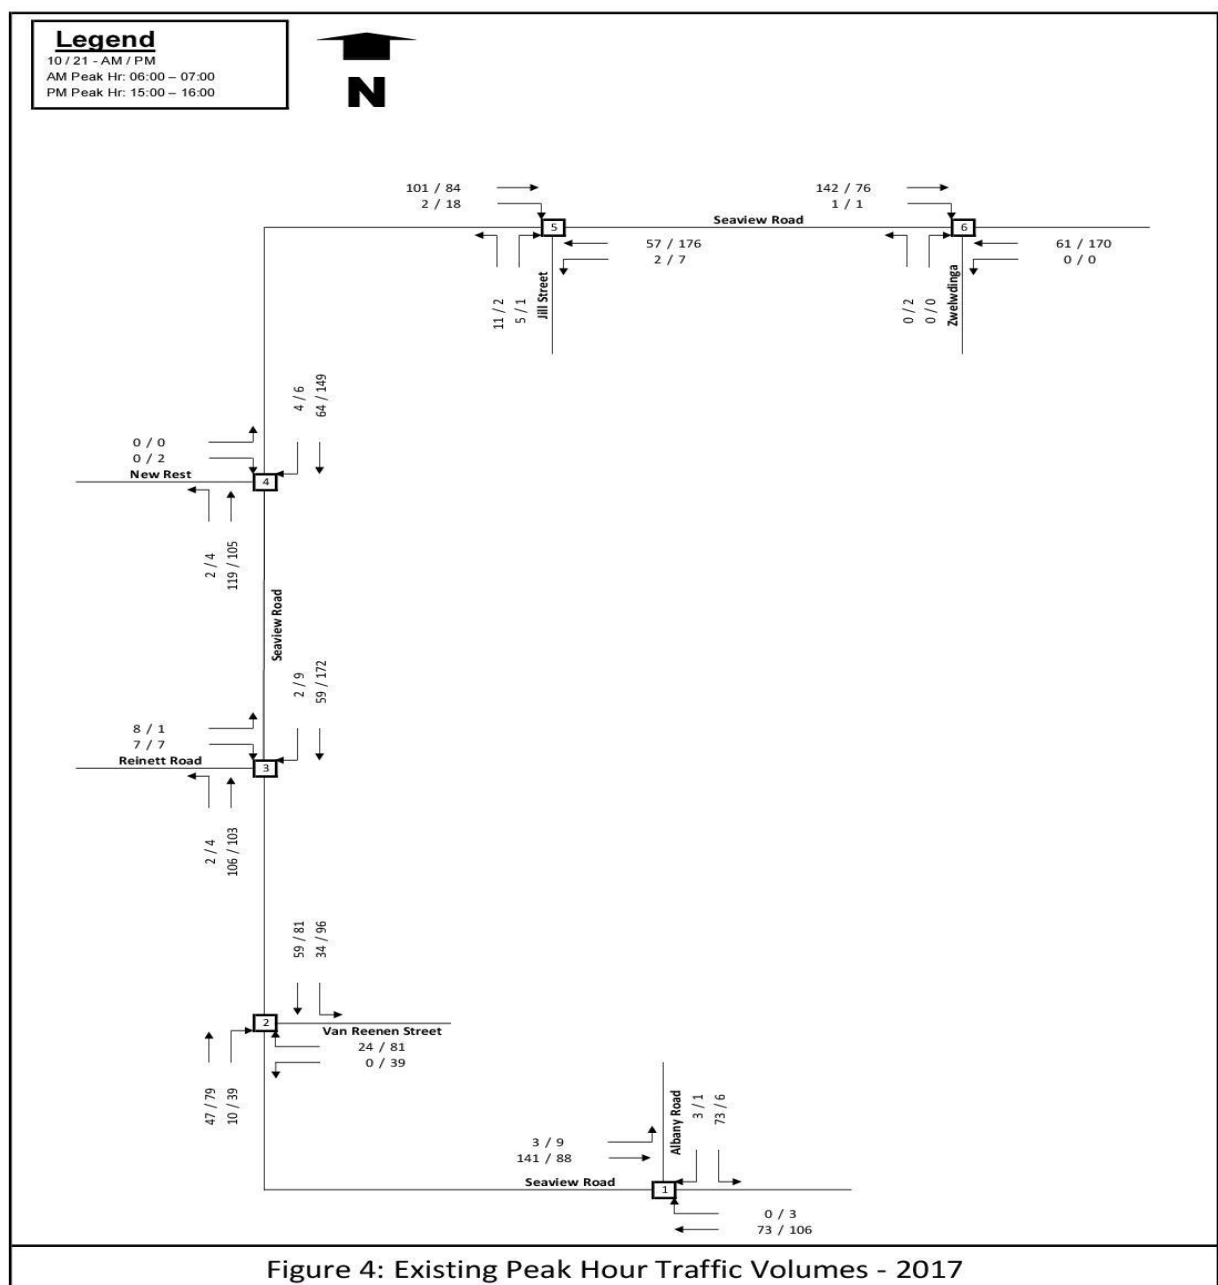 Legend
10 / 21 - AM / PM
AM Peak Hr: 06:00 – 07:00
PM Peak Hr: 15:00 – 16:00
N
101 / 84
2 / 18
142 / 76
1 / 1
Seaview Road
5
6
57 / 176
2 / 7
61 / 170
0 / 0
11 / 2
5 / 1
Jill Street
0 / 2
0 / 0
Zwelwdinga
4 / 6
64 / 149
0 / 0
0 / 2
New Rest
4
2 / 4
119 / 105
Seaview Road
2 / 9
59 / 172
8 / 1
7 / 7
Reinett Road
3
2 / 4
106 / 103
59 / 81
34 / 96
2
Van Reenen Street
24 / 81
0 / 39
47 / 79
10 / 39
Albany Road
3 / 1
73 / 6
3 / 9
141 / 88
Seaview Road
1
0 / 3
73 / 106
Figure 4: Existing Peak Hour Traffic Volumes - 2017